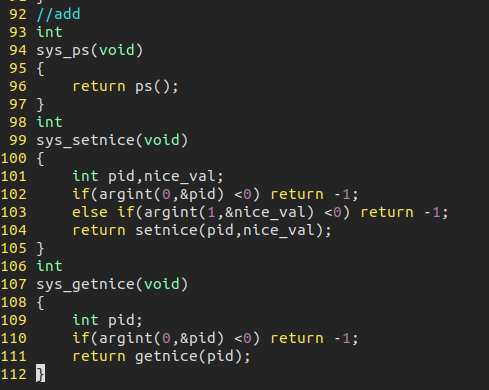 92 //add
93 int
94 sys_ps(void)
95 {
96     return ps();
97 }
98 int
99 sys_setnice(void)
100 {
101     int pid,nice_val;
102     if(argint(0,&pid) <0) return -1;
103     else if(argint(1,&nice_val) <0) return -1;
104     return setnice(pid,nice_val);
105 }
106 int
107 sys_getnice(void)
108 {
109     int pid;
110     if(argint(0,&pid) <0) return -1;
111     return getnice(pid);
112 }